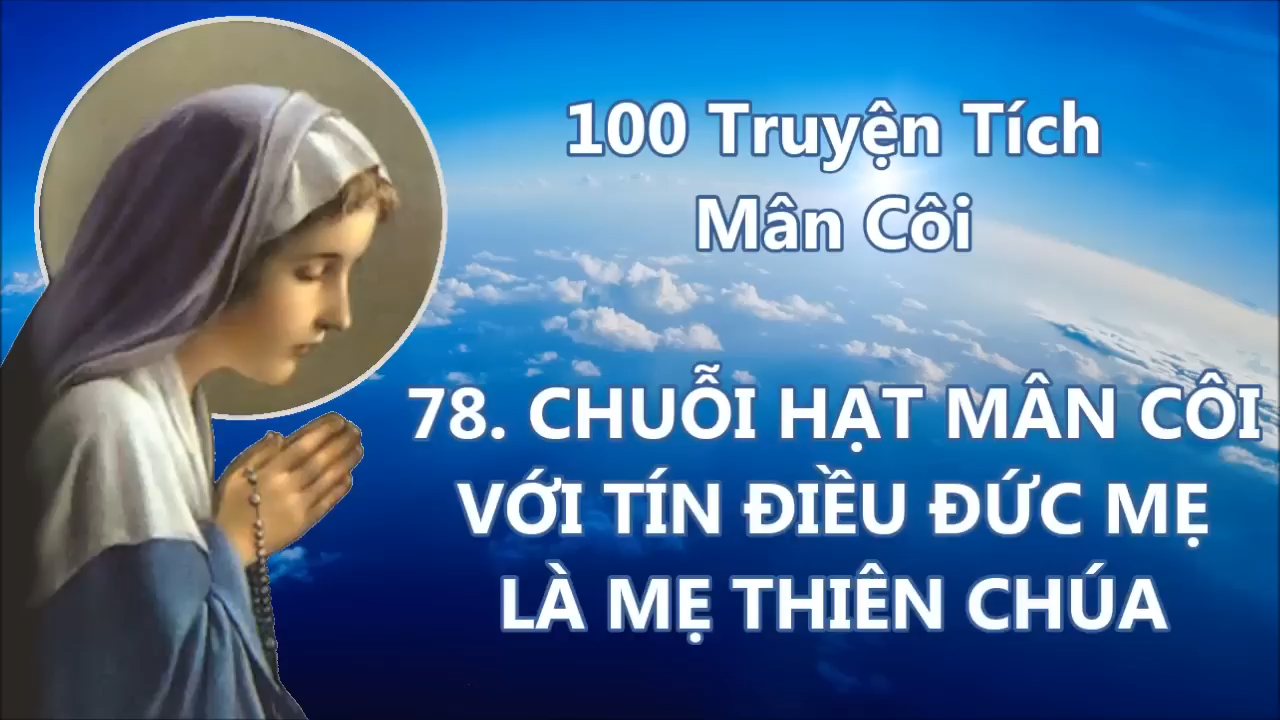 100 Truyện Tích
Mân Côi
78. CHUỖI HẠT MÂN CÔI
VỚI TÍN ĐIỀU ĐỨC MẸ
LÀ MẸ THIÊN CHÚA